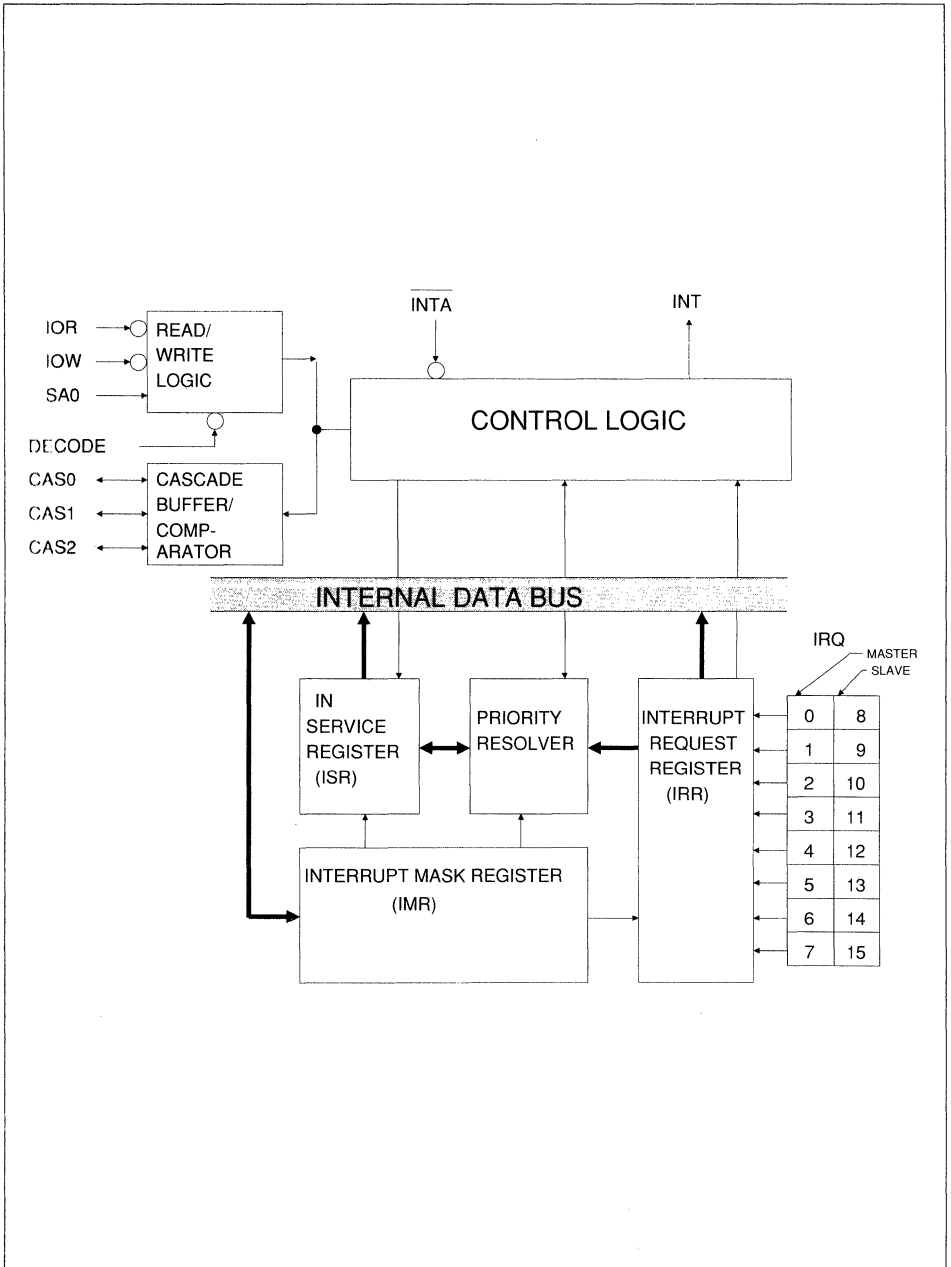 INTA
INT
IOR
IOW
SA0
DECODE
READ/
WRITE
LOGIC
CONTROL LOGIC
CAS0
CAS1
CAS2
CASCADE
BUFFER/
COMP-
ARATOR
INTERNAL DATA BUS
IRQ
MASTER
SLAVE
IN
SERVICE
REGISTER
(ISR)
PRIORITY
RESOLVER
INTERRUPT
REQUEST
REGISTER
(IRR)
0 8
1 9
2 10
3 11
4 12
5 13
6 14
7 15
INTERRUPT MASK REGISTER
(IMR)